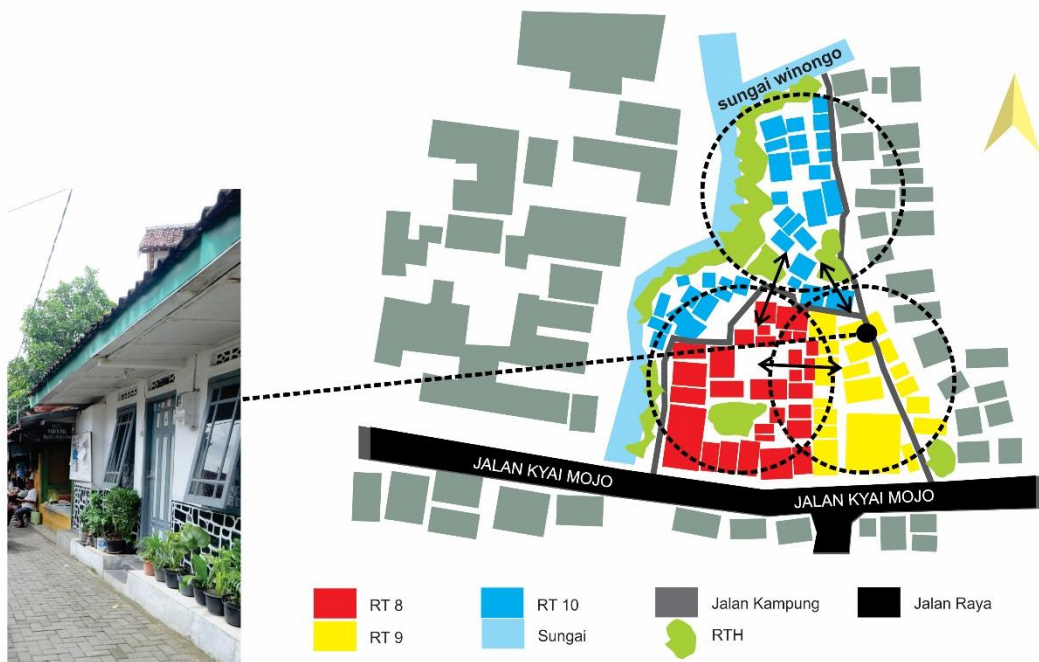 sungai winongo
JALAN KYAI MOJO
JALAN KYAI MOJO
RT 8
RT 10
Jalan Kampung
Jalan Raya
RT 9
Sungai
RTH